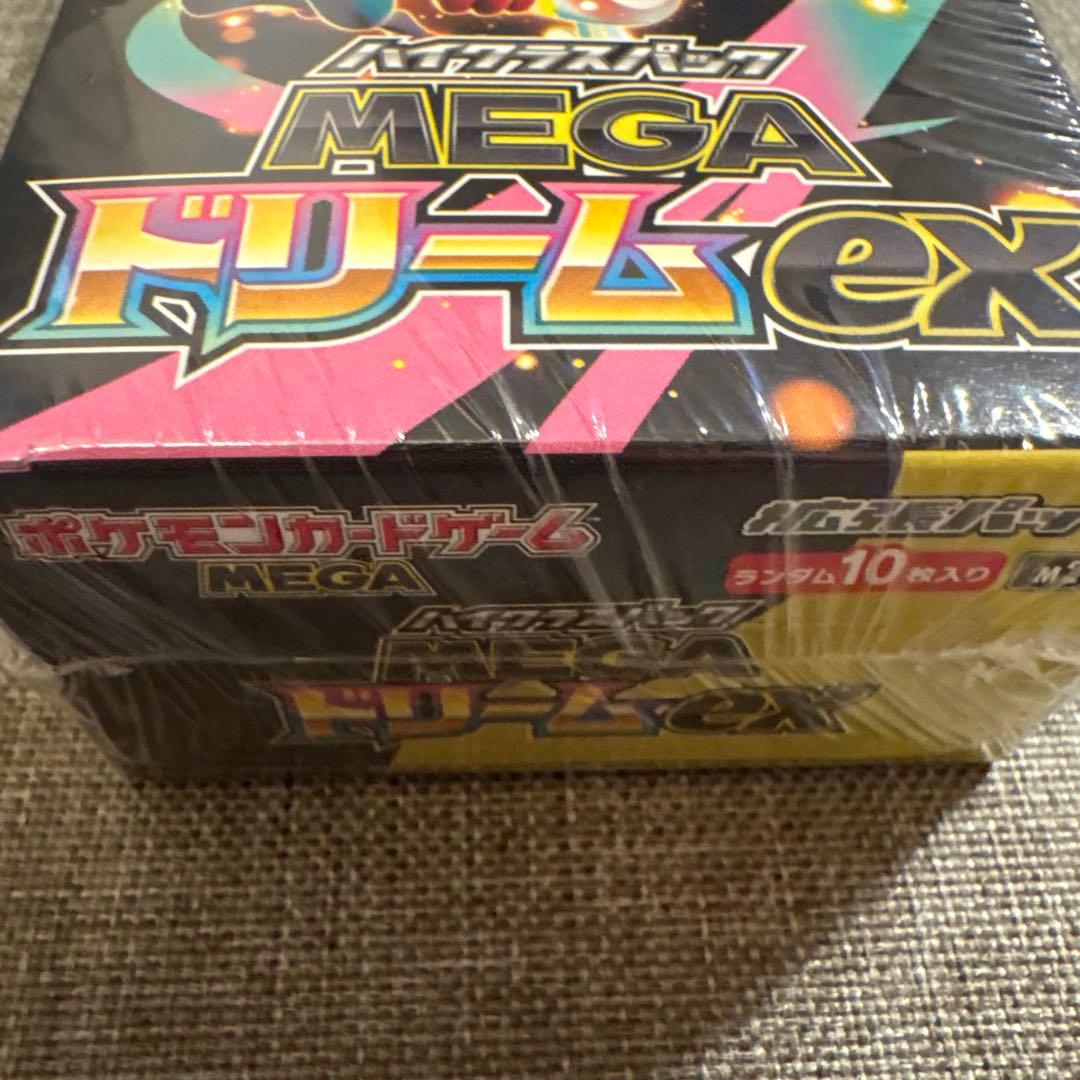 ハイクラスパック
MEGA
ドリームex
ポケモンカードゲーム
MEGA
拡張パッ
ランダム10枚入り
ハイクラスパック
MEGA
ドリームex